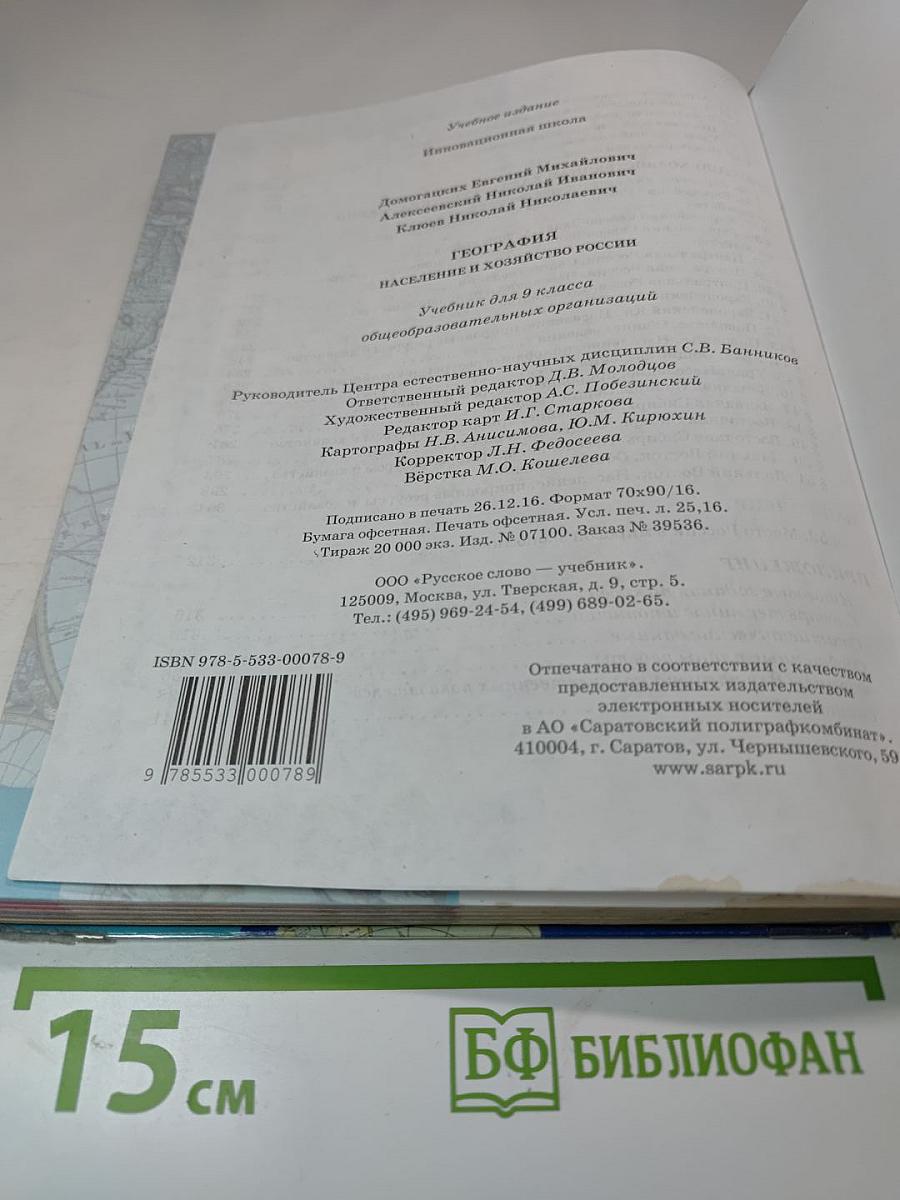 Учебное издание
Инновационная школа
Домогацких Евгений Михайлович
Алексеевский Николай Иванович
Клюев Николай Николаевич
ГЕОГРАФИЯ
НАСЕЛЕНИЕ И ХОЗЯЙСТВО РОССИИ
Учебник для 9 класса
общеобразовательных организаций
Руководитель Центра естественно-научных дисциплин С.В. Банников
Ответственный редактор Д.В. Молодцов
Художественный редактор А.С. Побезинский
Редактор карт И.Г. Старкова
Картографы Н.В. Анисимова, Ю.М. Кирюхин
Корректор Л.Н. Федосеева
Вёрстка М.О. Кошелева
Подписано в печать 26.12.16. Формат 70х90/16.
Бумага офсетная. Печать офсетная. Усл. печ. л. 25,16.
Тираж 20 000 экз. Изд. № 07100. Заказ № 39536.
ООО «Русское слово — учебник».
125009, Москва, ул. Тверская, д. 9, стр. 5.
Тел.: (495) 969-24-54, (499) 689-02-65.
ISBN 978-5-533-00078-9
9 785533 000789
Отпечатано в соответствии с качеством
предоставленных издательством
электронных носителей
в АО «Саратовский полиграфкомбинат».
410004, г. Саратов, ул. Чернышевского, 59
www.sarpk.ru
15 см
БФ БИБЛИОФАН